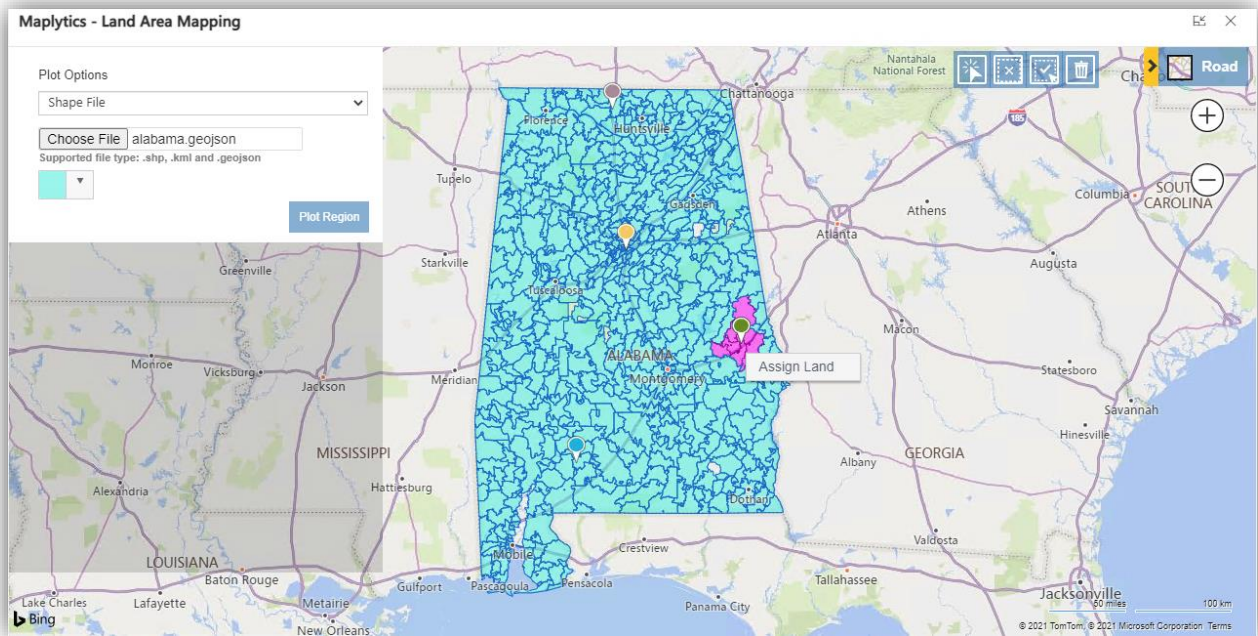 Maplytics - Land Area Mapping
Plot Options
Shape File
Choose File alabama.geojson
Supported file type: .shp, .kml and .geojson
Plot Region
Road
Nantahala
National Forest
Chattanooga
Florence
Huntsville
185
Tupelo
Gadsden
Columbia
SOUTH
CAROLINA
Athens
Atlanta
Starkville
Greenville
Augusta
Tuscaloosa
Macon
Monroe
Vicksburg
Jackson
Meridian
ALABAMA
Montgomery
Assign Land
Statesboro
Savannah
Hinesville
MISSISSIPPI
GEORGIA
Albany
Hattiesburg
Alexandria
Dothan
Valdosta
LOUISIANA
Mobile
Crestview
Baton Rouge
Gulfport
Pascagoula
Pensacola
Tallahassee
Jacksonville
Lake Charles
Lafayette
Metairie
Panama City
50 miles
100 km
Bing
New Orleans
© 2021 TomTom, © 2021 Microsoft Corporation Terms